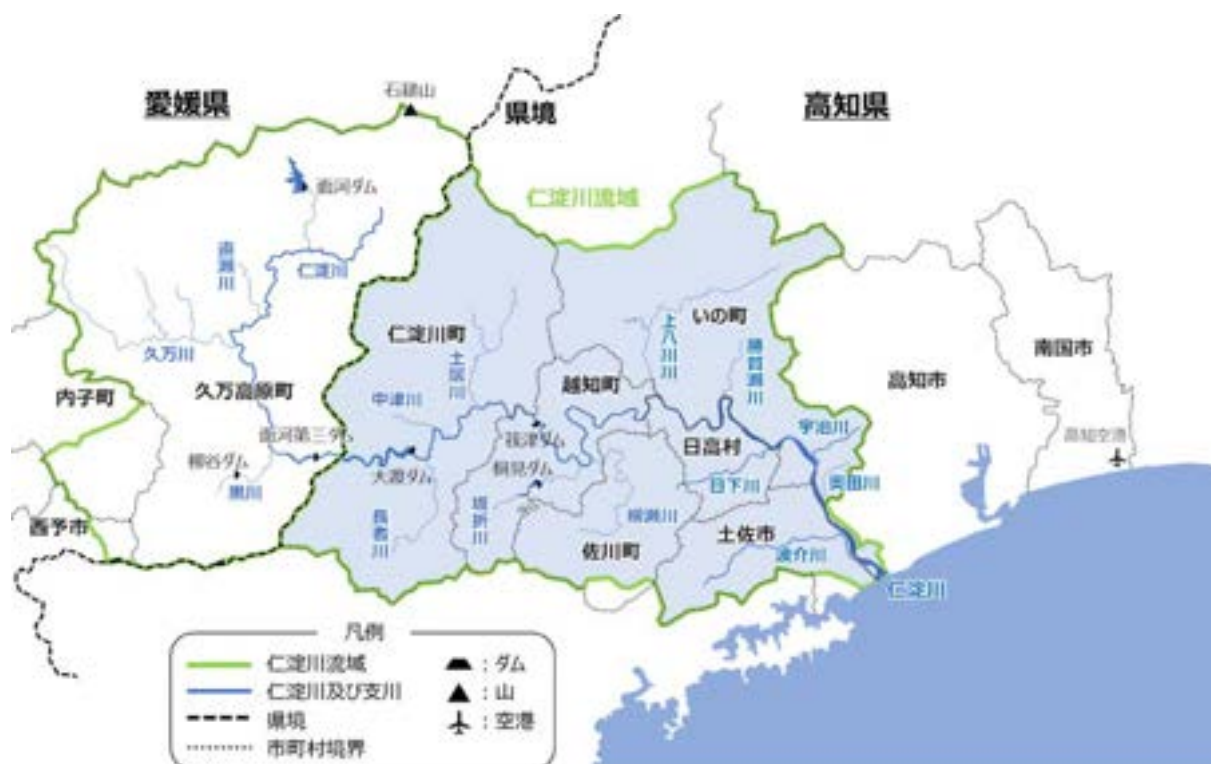 愛媛県
石鎚山
県境
高知県
仁淀川流域
面河ダム
直瀬川
仁淀川
久万川
仁淀川町
土居川
いの町
上八川川
勝賀瀬川
南国市
高知市
内子町
久万高原町
中津川
越知町
宇治川
高知空港
面河第三ダム
筏津ダム
日高村
柳谷ダム
黒川
大渡ダム
桐見ダム
日下川
奥田川
西予市
長者川
坂折川
柳瀬川
佐川町
土佐市
波介川
仁淀川
凡例
仁淀川流域
:ダム
仁淀川及び支川
:山
県境
:空港
市町村境界